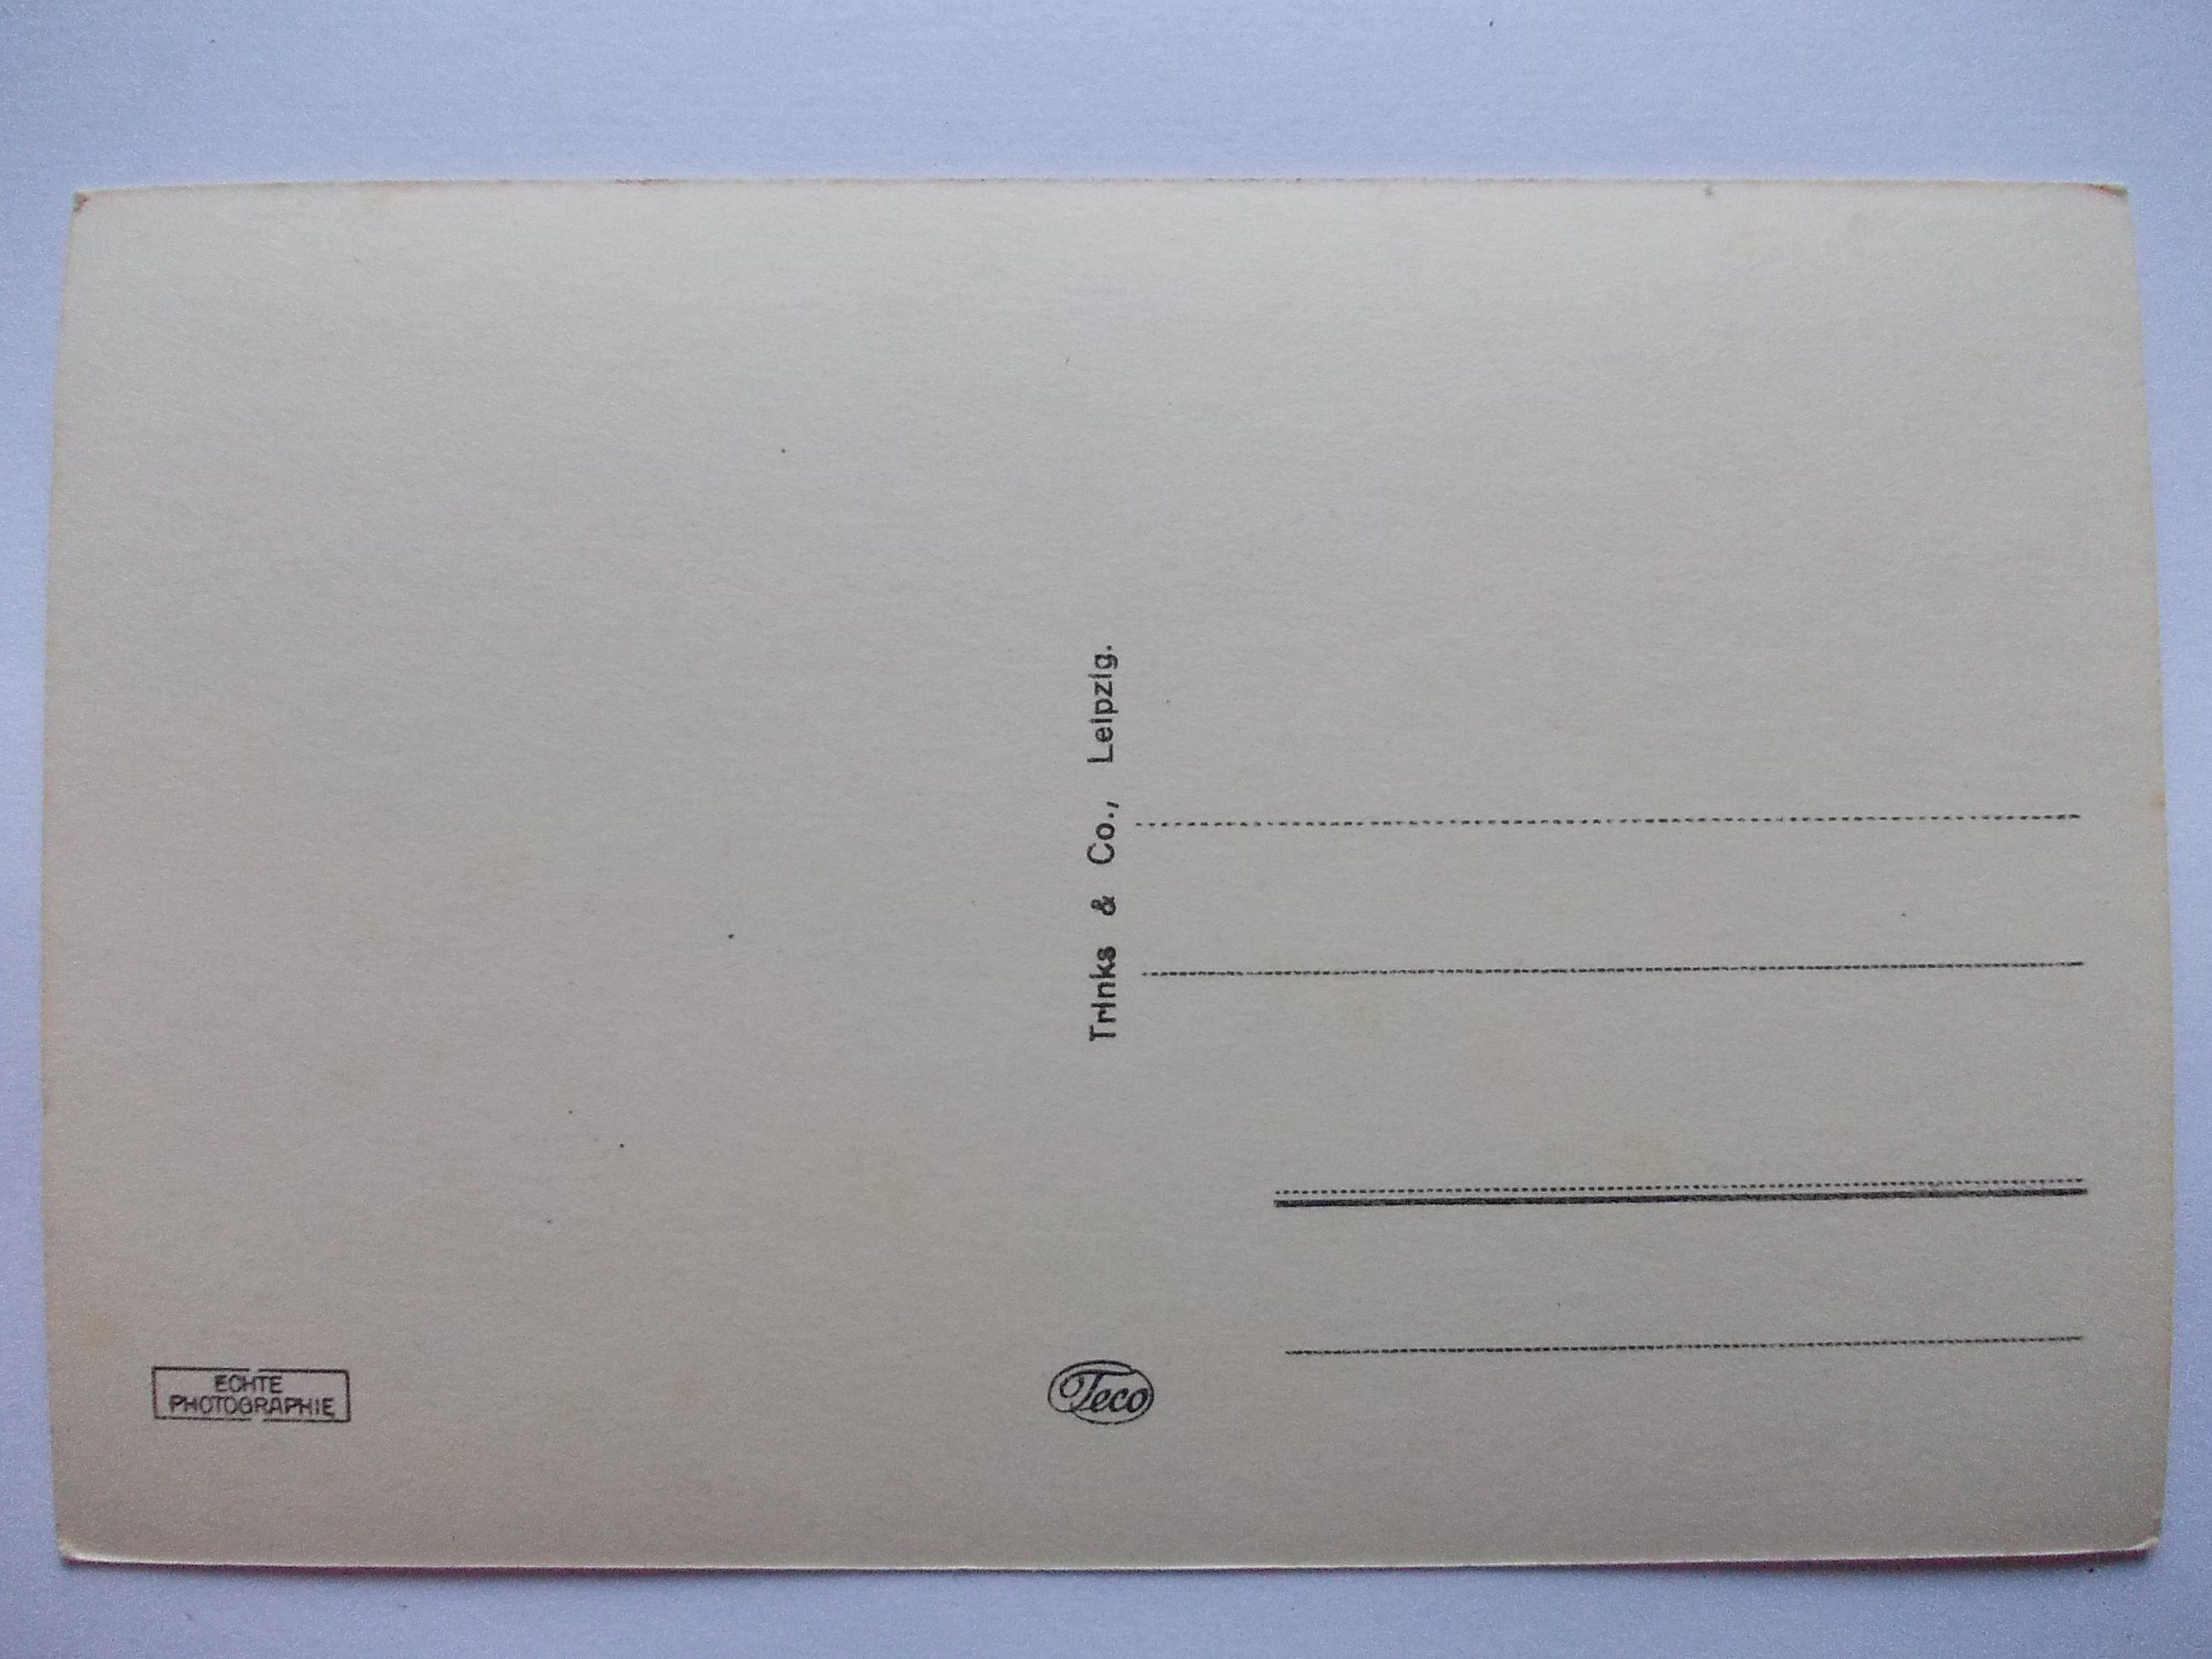 Trinks & Co., Leipzig.
ECHTE
PHOTOGRAPHIE
Teco